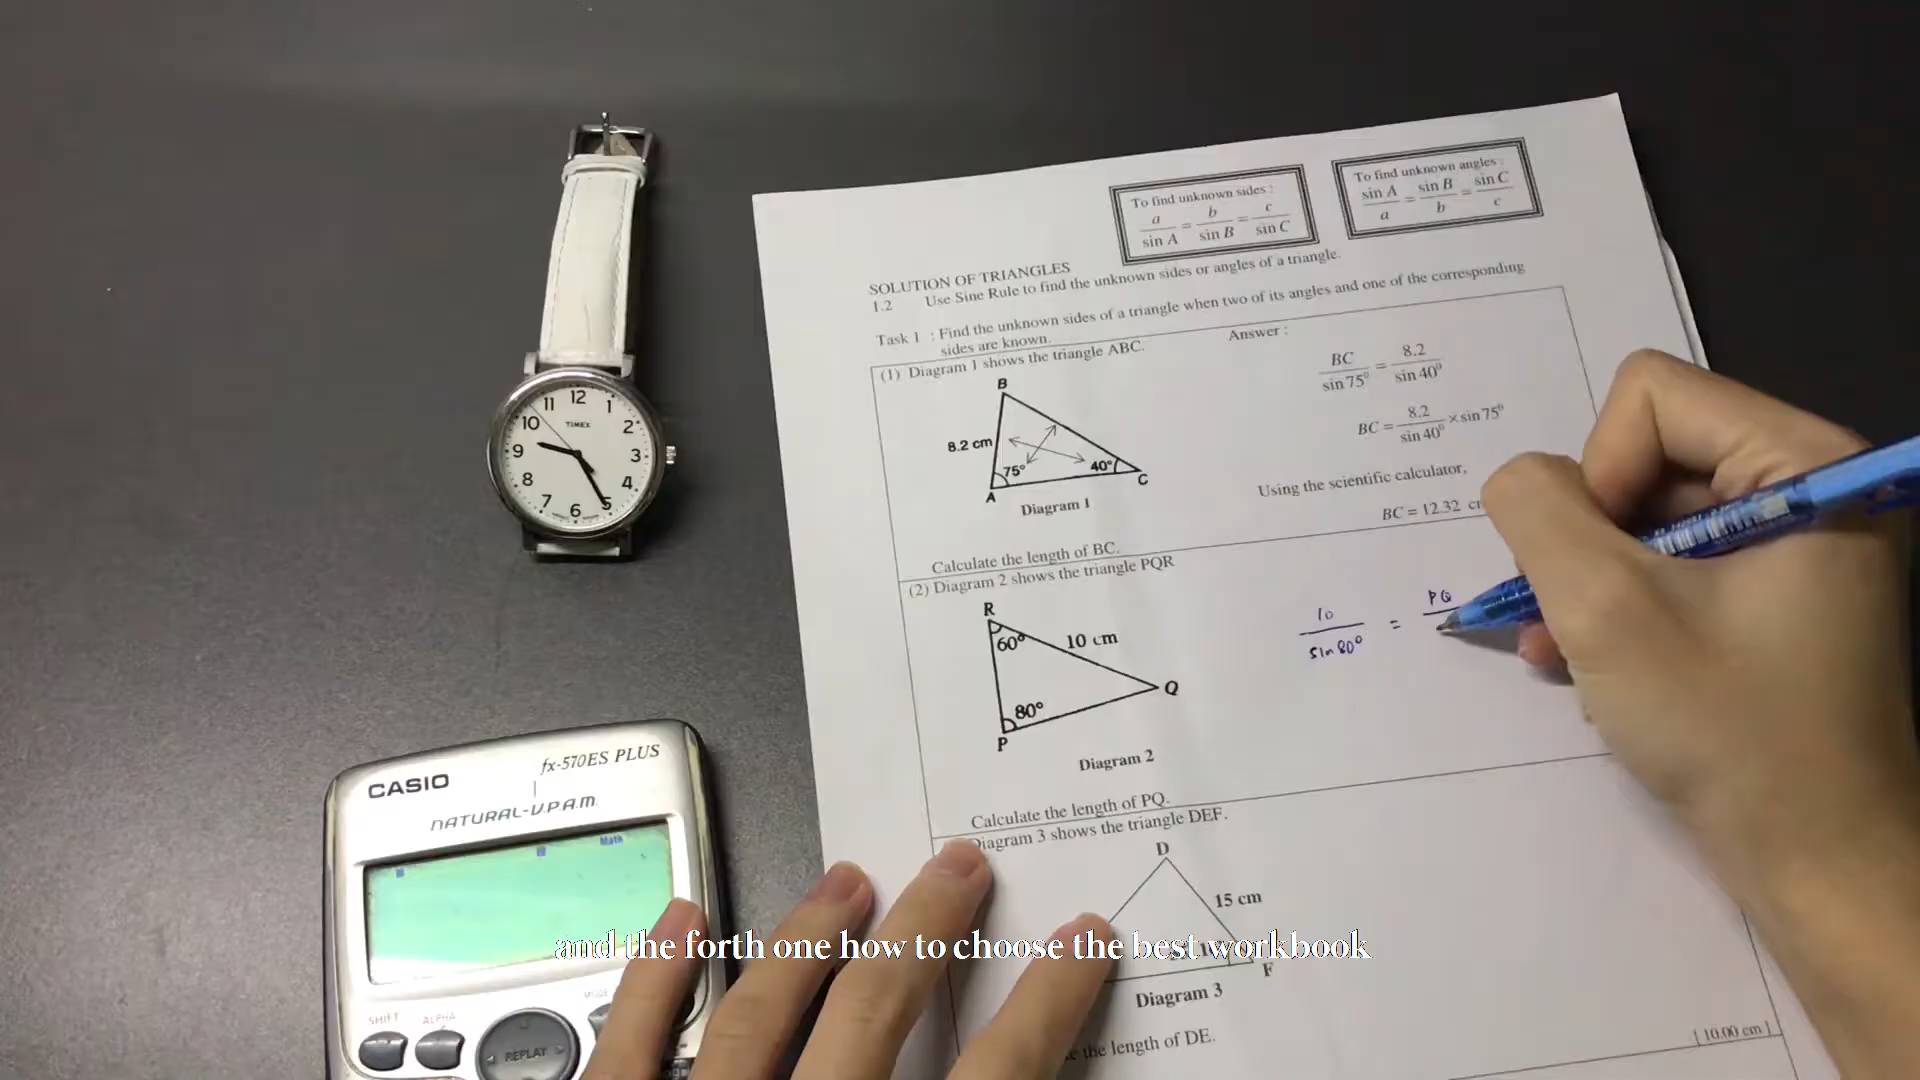 To find unknown sides :
a/sin A = b/sin B = c/sin C
To find unknown angles :
sin A/a = sin B/b = sin C/c
SOLUTION OF TRIANGLES
1.2 Use Sine Rule to find the unknown sides or angles of a triangle.
Task 1 : Find the unknown sides of a triangle when two of its angles and one of the corresponding
sides are known.
(1) Diagram 1 shows the triangle ABC.
Answer :
B
8.2 cm
75°
40°
A
C
Diagram 1
Calculate the length of BC.
BC/sin 75° = 8.2/sin 40°
BC = 8.2/sin 40° × sin 75°
Using the scientific calculator,
BC = 12.32
(2) Diagram 2 shows the triangle PQR
R
60°
10 cm
Q
80°
P
Diagram 2
Calculate the length of PQ.
10/sin 80° = PQ
Diagram 3 shows the triangle DEF.
D
15 cm
F
Diagram 3
the length of DE.
[ 10.00 cm ]
12
11
1
10
2
TIMEX
9
3
8
4
7
6
5
CASIO
fx-570ES PLUS
NATURAL-V.P.A.M.
Math
SHIFT
ALPHA
MODE
REPLAY
and the forth one how to choose the best workbook